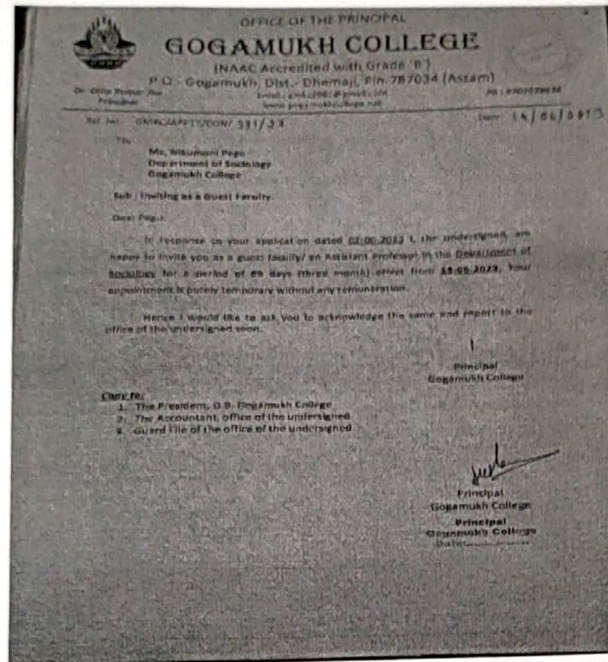 OFFICE OF THE PRINCIPAL
GOGAMUKH COLLEGE
(NAAC Accredited with Grade 'B')
P.O.- Gogamukh, Dist.- Dhemaji, Pin-787034 (Assam)
Principal
To,
Department of Sociology
Gogamukh College
Sub : Inviting as a Guest Faculty.
In response to your application dated 02-06-2023 I, the undersigned, am
happy to invite you as a guest faculty/ an Assistant Professor in the Department of
Sociology for a period of days (three month) effect from 15.06.2023. Your
appointment is purely temporary without any remuneration.
Hence I would like to ask you to acknowledge the same and report to the
office of the undersigned soon.
Principal
Gogamukh College
Copy to:
1. The President, G.B. Gogamukh College
2. The Accountant, office of the undersigned
3. Guard File of the office of the undersigned
Principal
Gogamukh College
Principal
Gogamukh College